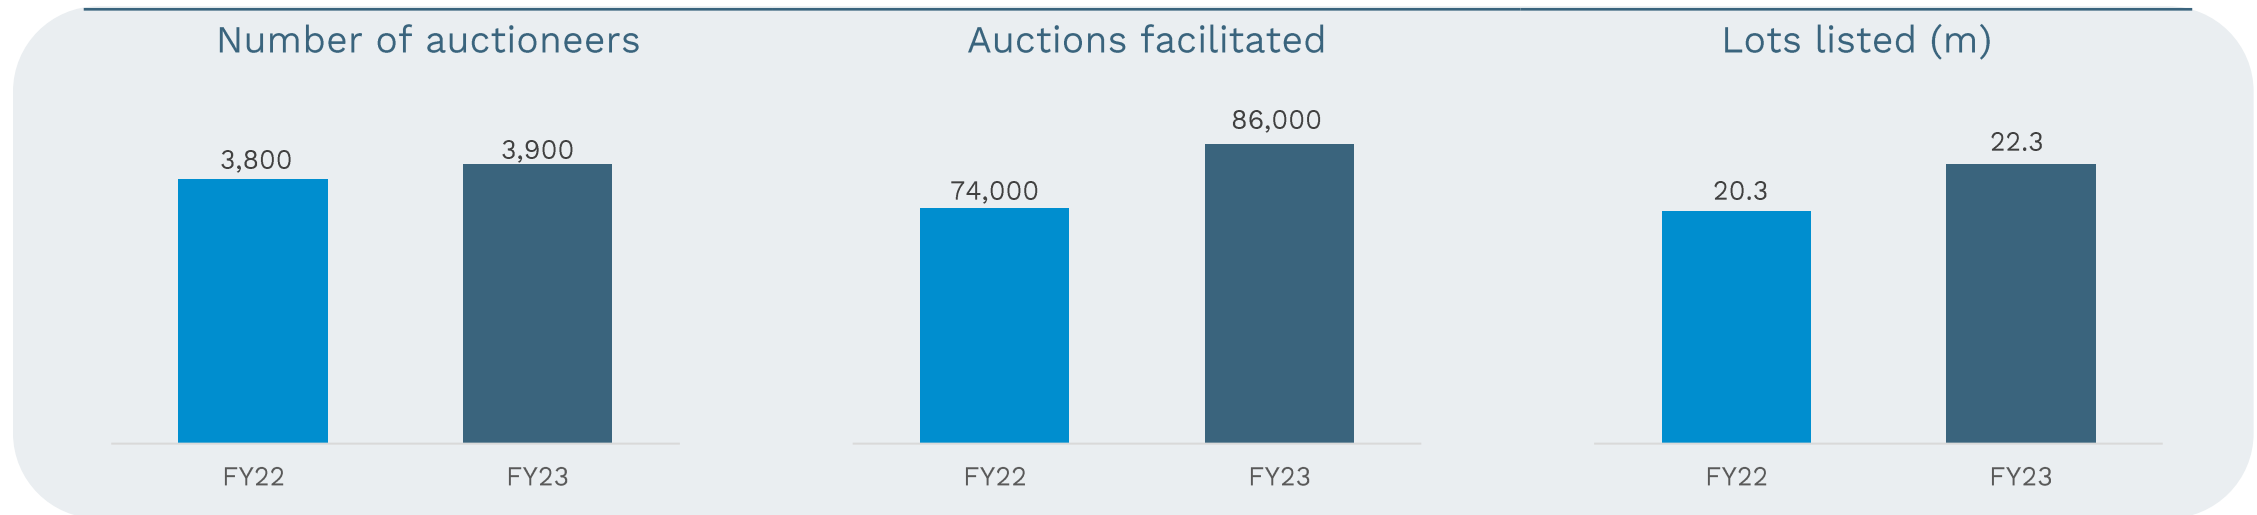 Number of auctioneers
3,800
3,900
FY22
FY23
Auctions facilitated
74,000
86,000
FY22
FY23
Lots listed (m)
20.3
22.3
FY22
FY23